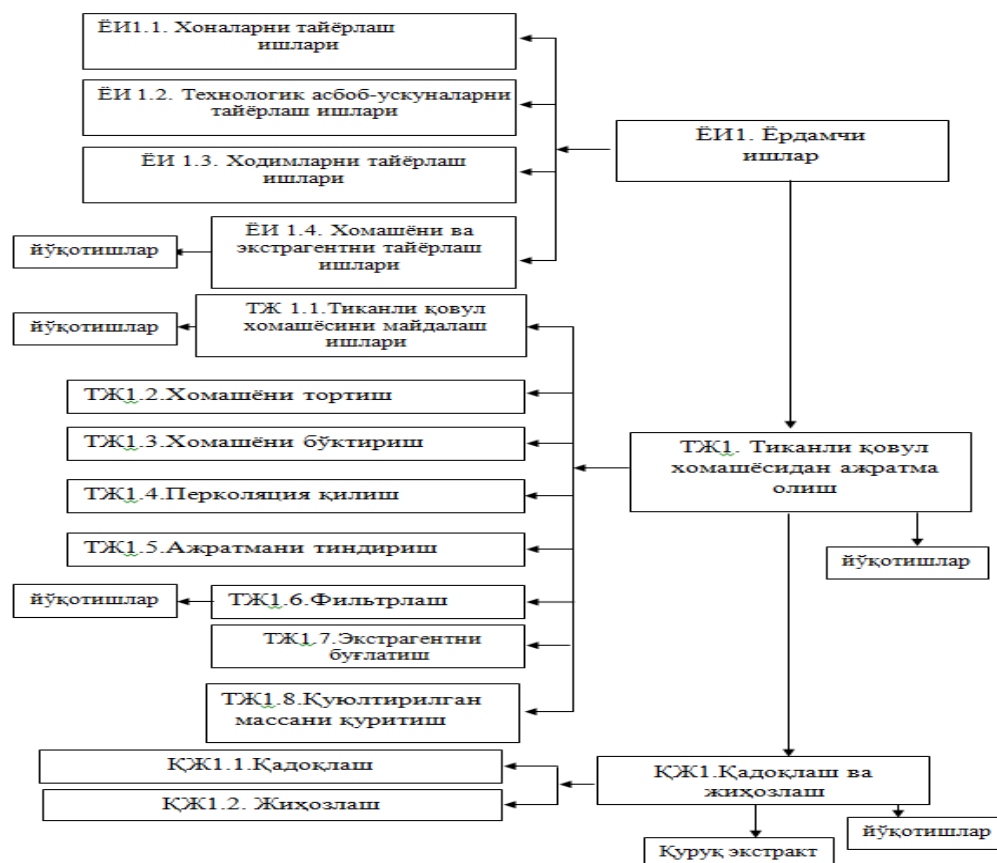 ЁИ1.1. Хоналарни тайёрлаш
ишлари
ЁИ 1.2. Технологик асбоб-ускуналарни
тайёрлаш ишлари
ЁИ 1.3. Ходимларни тайёрлаш
ишлари
ЁИ1. Ёрдамчи
ишлар
йўқотишлар
ЁИ 1.4. Хомашёни ва
экстрагентни тайёрлаш
ишлари
йўқотишлар
ТЖ 1.1.Тиканли қовул
хомашёсини майдалаш
ишлари
ТЖ1.2.Хомашёни тортиш
ТЖ1.3.Хомашёни бўктириш
ТЖ1.4.Перколяция қилиш
ТЖ1.5.Ажратмани тиндириш
йўқотишлар
ТЖ1.6.Фильтрлаш
ТЖ1.7.Экстрагентни
буғлатиш
ТЖ1.8.Қуюлтирилган
массани қуритиш
ТЖ1. Тиканли қовул
хомашёсидан ажратма
олиш
йўқотишлар
ҚЖ1.1.Қадоқлаш
ҚЖ1.2. Жиҳозлаш
ҚЖ1.Қадоқлаш ва
жиҳозлаш
йўқотишлар
Қуруқ экстракт